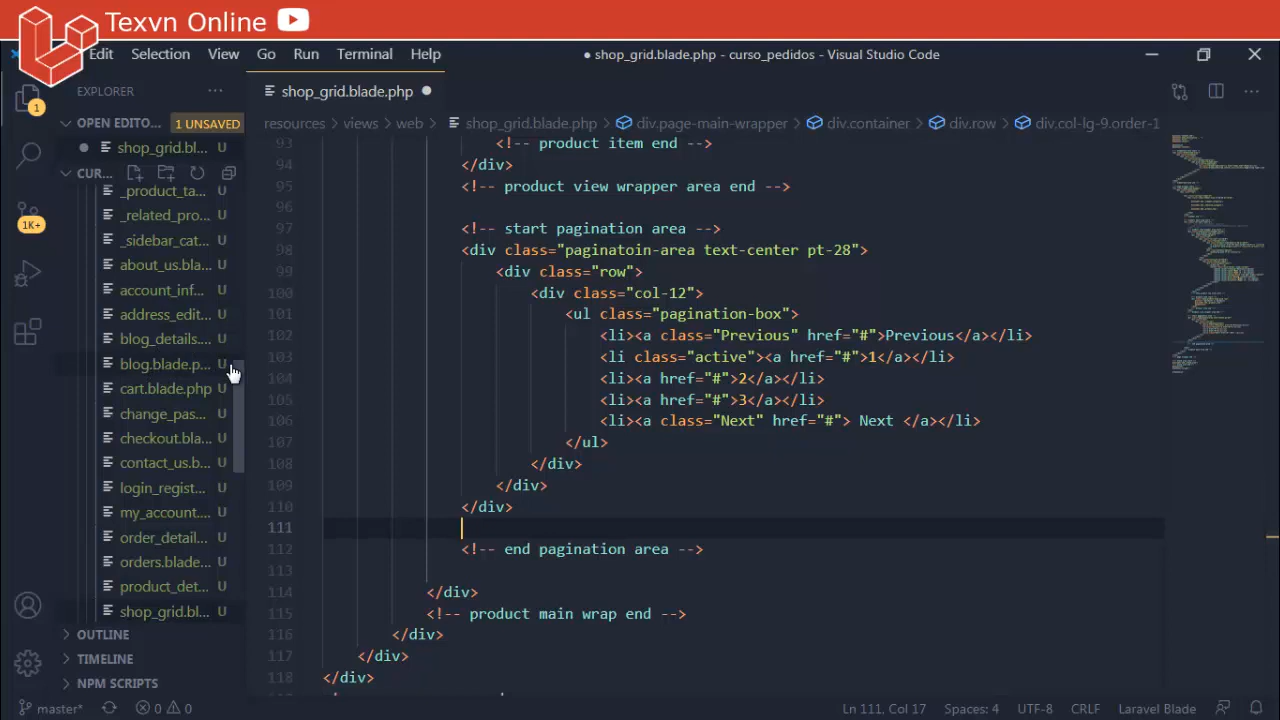 Texvn Online
Edit Selection View Go Run Terminal Help
● shop_grid.blade.php - curso_pedidos - Visual Studio Code
EXPLORER ...
shop_grid.blade.php ●
1
OPEN EDITO... 1 UNSAVED
● shop_grid.bl... U
CUR...
1K+
_product_ta... U
_related_pro... U
_sidebar_cat... U
about_us.bla... U
account_inf... U
address_edit... U
blog_details.... U
blog.blade.p... U
cart.blade.php U
change_pas... U
checkout.bla... U
contact_us.b... U
login_regist... U
my_account.... U
order_detail... U
orders.blade... U
product_det... U
shop_grid.bl... U
OUTLINE
TIMELINE
NPM SCRIPTS
resources > views > web > shop_grid.blade.php > div.page-main-wrapper > div.container > div.row > div.col-lg-9.order-1
93 <!-- product item end -->
94 </div>
95 <!-- product view wrapper area end -->
96
97 <!-- start pagination area -->
98 <div class="paginatoin-area text-center pt-28">
99 <div class="row">
100 <div class="col-12">
101 <ul class="pagination-box">
102 <li><a class="Previous" href="#">Previous</a></li>
103 <li class="active"><a href="#">1</a></li>
104 <li><a href="#">2</a></li>
105 <li><a href="#">3</a></li>
106 <li><a class="Next" href="#"> Next </a></li>
107 </ul>
108 </div>
109 </div>
110 </div>
111
112 <!-- end pagination area -->
113
114 </div>
115 <!-- product main wrap end -->
116 </div>
117 </div>
118 </div>
master* 0 0 Ln 111, Col 17 Spaces: 4 UTF-8 CRLF Laravel Blade